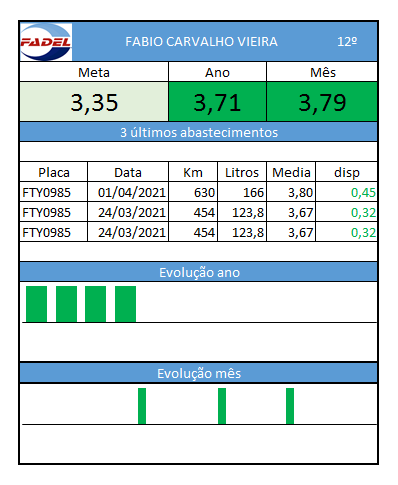 FADEL FABIO CARVALHO VIEIRA 12º
Meta Ano Mês
3,35 3,71 3,79
3 últimos abastecimentos
Placa Data Km Litros Media disp
FTY0985 01/04/2021 630 166 3,80 0,45
FTY0985 24/03/2021 454 123,8 3,67 0,32
FTY0985 24/03/2021 454 123,8 3,67 0,32
Evolução ano
Evolução mês